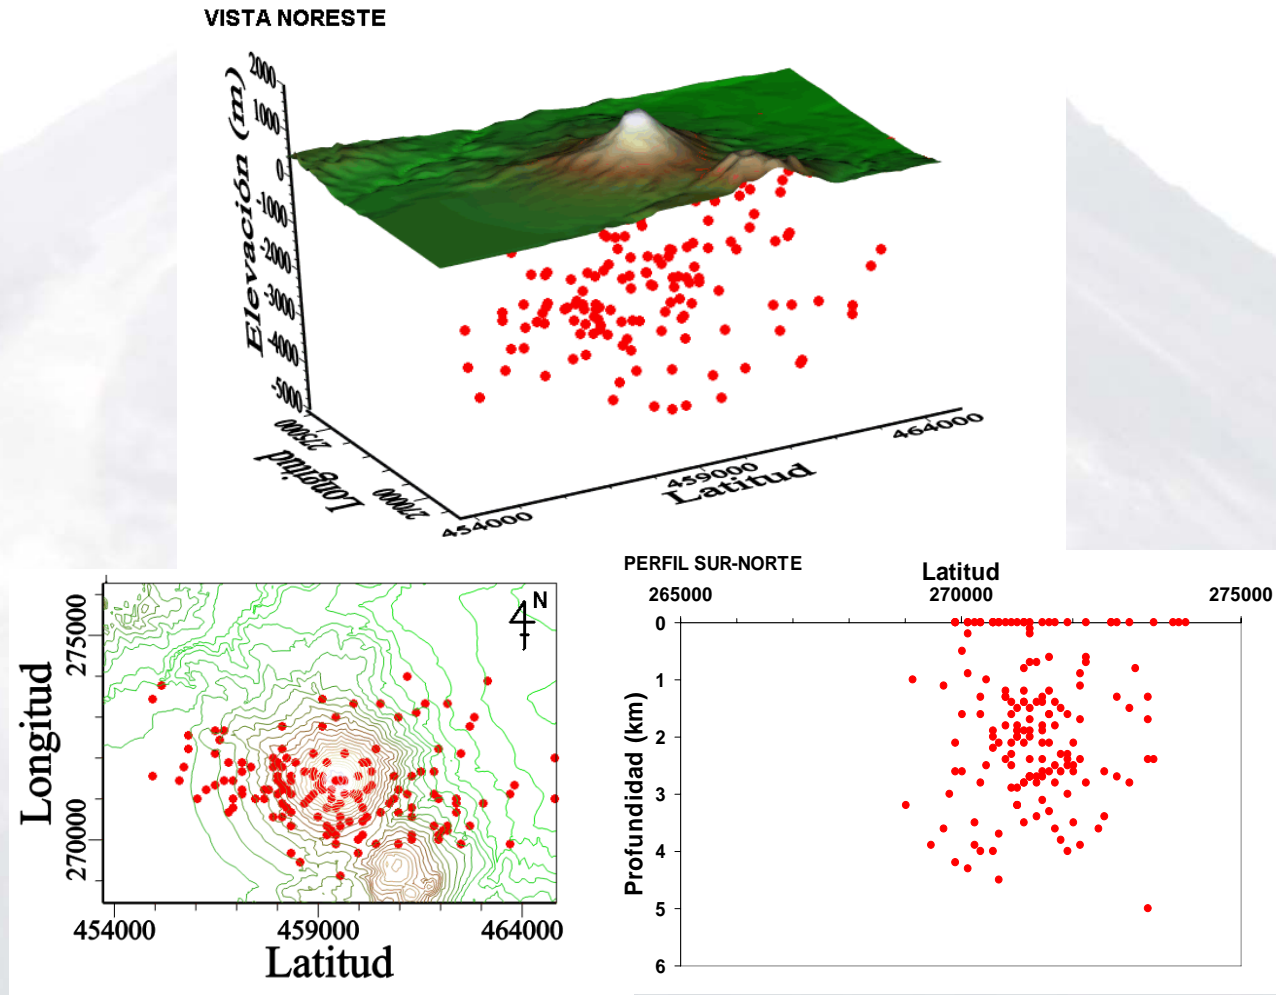 VISTA NORESTE
2000
1000
0
-1000
-2000
-3000
-4000
-5000
Elevación (m)
275000
270000
Longitud
454000
459000
464000
Latitud
275000
270000
Longitud
N
454000
459000
464000
Latitud
PERFIL SUR-NORTE
Latitud
265000
270000
275000
0
1
2
3
4
5
6
Profundidad (km)